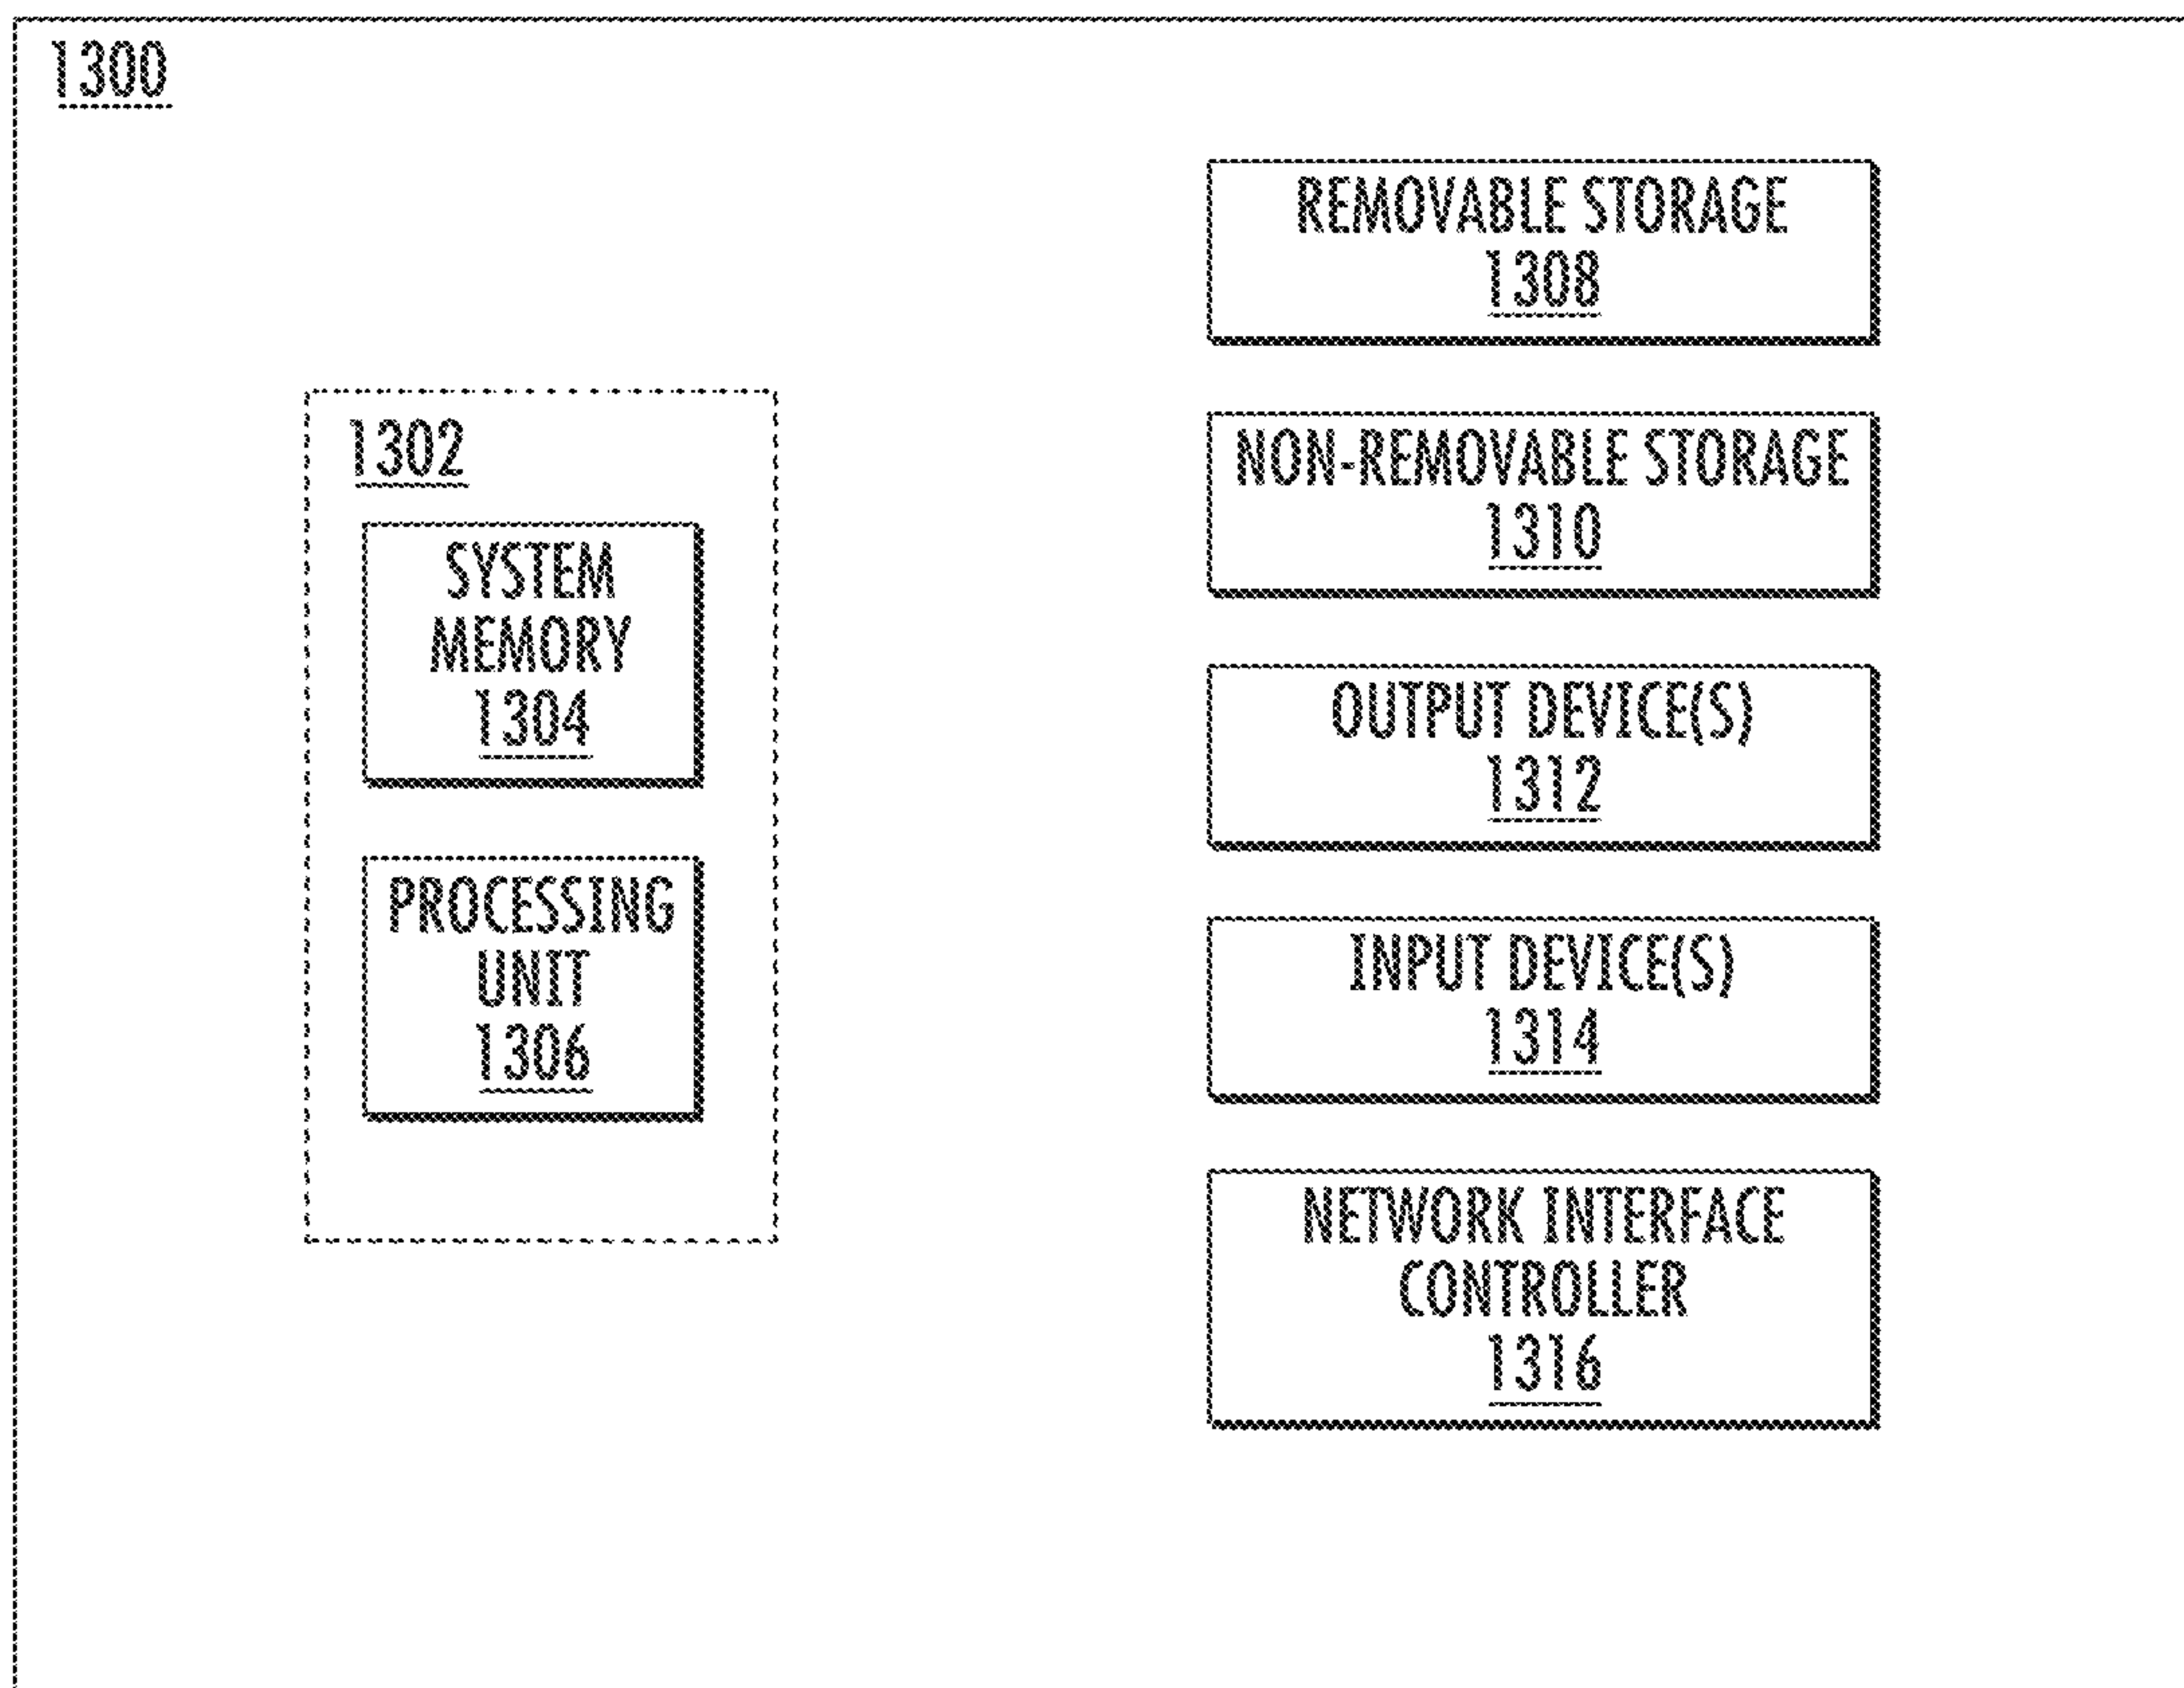 1300
1302
SYSTEM
MEMORY
1304
PROCESSING
UNIT
1306
REMOVABLE STORAGE
1308
NON-REMOVABLE STORAGE
1310
OUTPUT DEVICE(S)
1312
INPUT DEVICE(S)
1314
NETWORK INTERFACE
CONTROLLER
1316